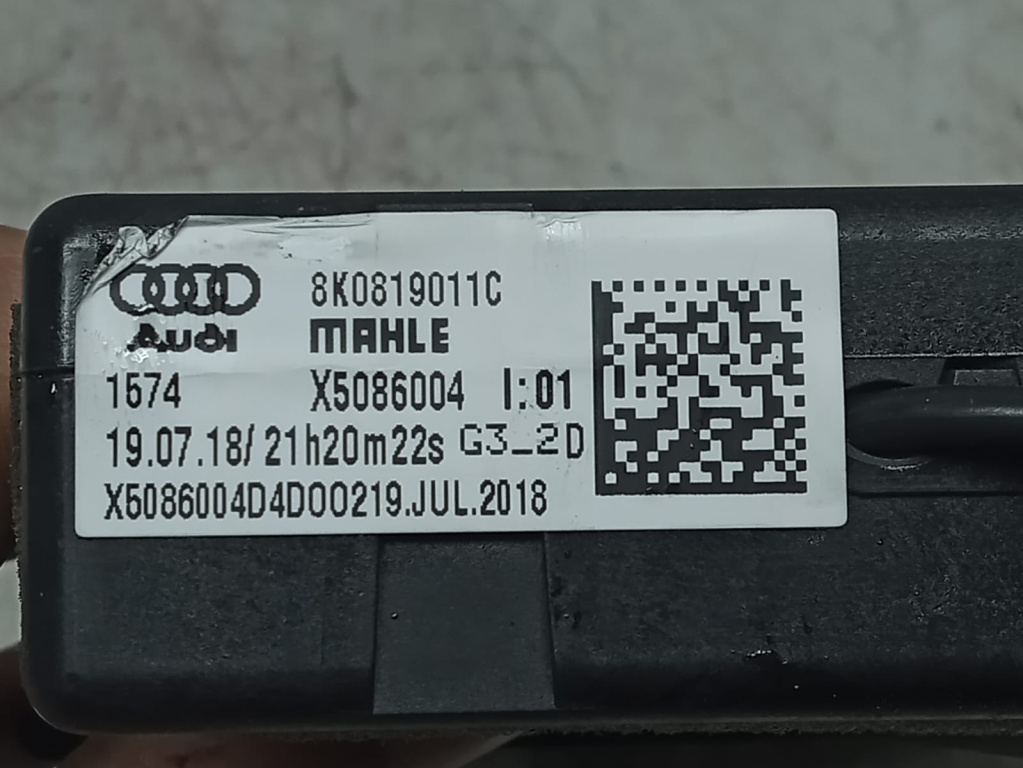 8K0819011C
Audi MAHLE
1574 X5086004 I:01
19.07.18/ 21h20m22s G3_2D
X5086004D4D00219.JUL.2018